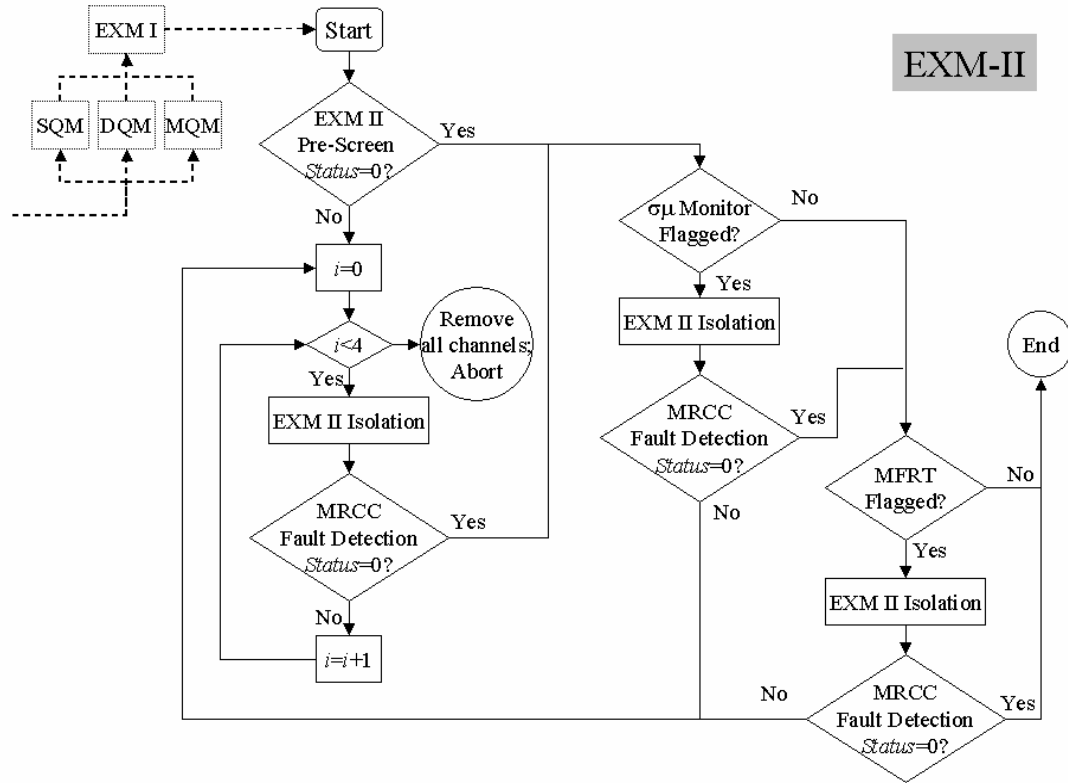 EXM I
Start
EXM-II
SQM
DQM
MQM
EXM II
Pre-Screen
Status=0?
Yes
No
i=0
i<4
Remove
all channels;
Abort
Yes
EXM II Isolation
MRCC
Fault Detection
Status=0?
Yes
No
i=i+1
σμ Monitor
Flagged?
No
Yes
EXM II Isolation
MRCC
Fault Detection
Status=0?
Yes
No
End
MFRT
Flagged?
No
Yes
EXM II Isolation
MRCC
Fault Detection
Status=0?
No
Yes